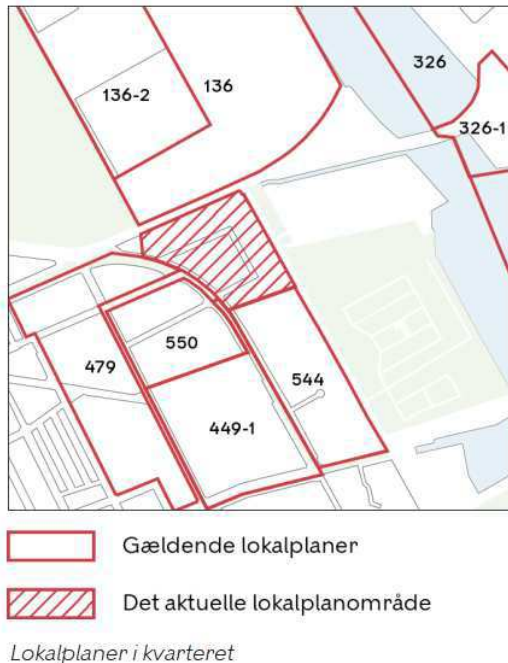 326
136
136-2
326-1
550
479
544
449-1
Gældende lokalplaner
Det aktuelle lokalplanområde
Lokalplaner i kvarteret